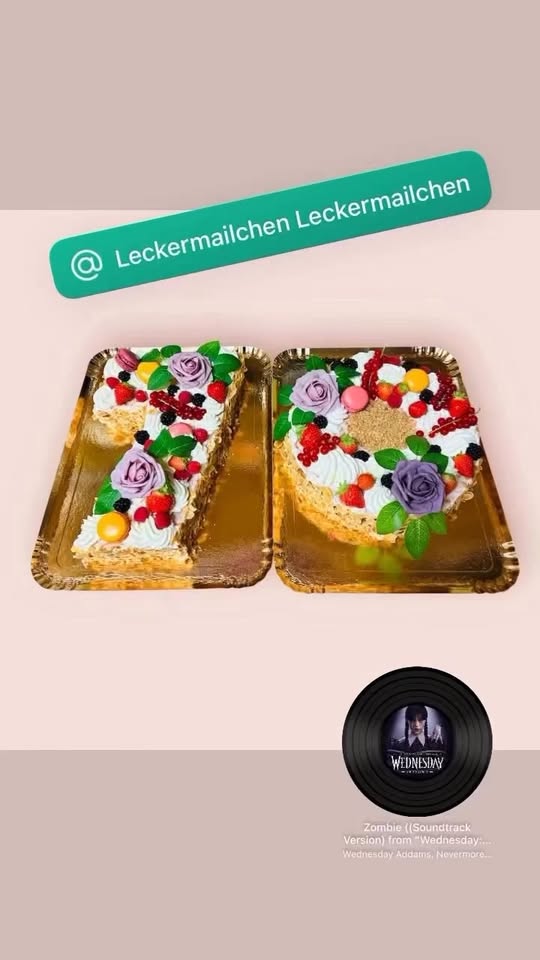 @ Leckermailchen Leckermailchen
WEDNESDAY
Zombie ((Soundtrack
Version) from "Wednesday:...
Wednesday Addams, Nevermore...